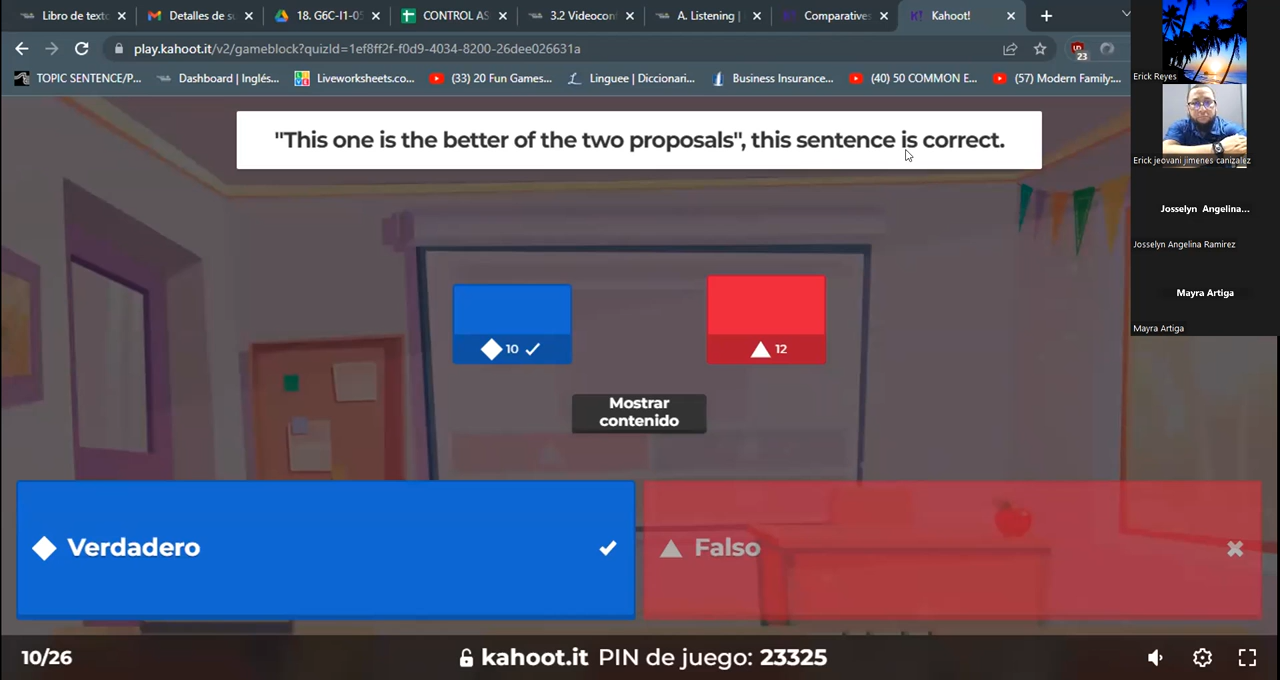 Libro de texto
Detalles de su
18. G6C-I1-05
CONTROL AS
3.2 Videoconf
A. Listening |
Comparatives
Kahoot!
play.kahoot.it/v2/gameblock?quizId=1ef8ff2f-f0d9-4034-8200-26dee026631a
23
TOPIC SENTENCE/P...
Dashboard | Inglés...
Liveworksheets.co...
(33) 20 Fun Games...
Linguee | Diccionari...
Business Insurance...
(40) 50 COMMON E...
(57) Modern Family:...
Erick Reyes
Erick jeovani jimenes canizalez
Josselyn Angelina...
Josselyn Angelina Ramirez
Mayra Artiga
Mayra Artiga
"This one is the better of the two proposals", this sentence is correct.
10
12
Mostrar
contenido
Verdadero
Falso
10/26
kahoot.it PIN de juego: 23325